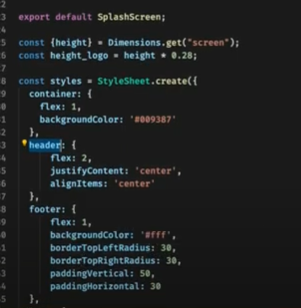 export default SplashScreen;
const {height} = Dimensions.get("screen");
const height_logo = height * 0.28;
const styles = StyleSheet.create({
container: {
flex: 1,
backgroundColor: '#009387'
},
header: {
flex: 2,
justifyContent: 'center',
alignItems: 'center'
},
footer: {
flex: 1,
backgroundColor: '#fff',
borderTopLeftRadius: 30,
borderTopRightRadius: 30,
paddingVertical: 50,
paddingHorizontal: 30